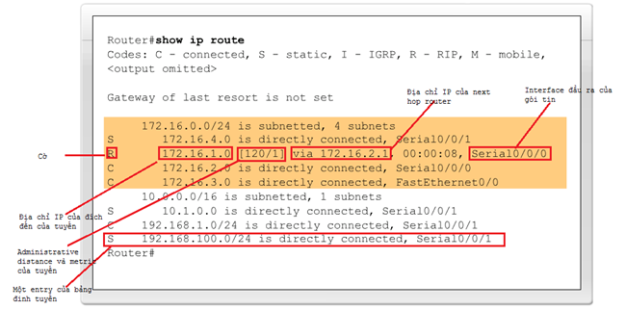 Router#show ip route
Codes: C - connected, S - static, I - IGRP, R - RIP, M - mobile,
<output omitted>
Gateway of last resort is not set
Địa chỉ IP của next
hop router
Interface đầu ra của
gói tin
172.16.0.0/24 is subnetted, 4 subnets
S 172.16.4.0 is directly connected, Serial0/0/1
R 172.16.1.0 [120/1] via 172.16.2.1, 00:00:08, Serial0/0/0
C 172.16.2.0 is directly connected, Serial0/0/0
C 172.16.3.0 is directly connected, FastEthernet0/0
10.0.0.0/16 is subnetted, 1 subnets
S 10.1.0.0 is directly connected, Serial0/0/1
C 192.168.1.0/24 is directly connected, Serial0/0/1
S 192.168.100.0/24 is directly connected, Serial0/0/1
Router#
Cờ
Địa chỉ IP của đích
đến của tuyến
Administrative
distance và metric
của tuyến
Một entry của bảng
định tuyến